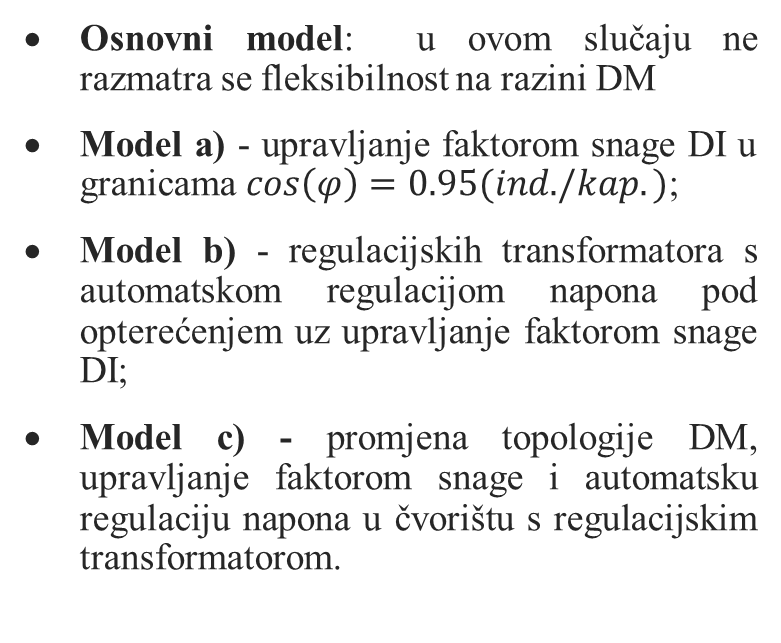 • Osnovni model: u ovom slučaju ne
razmatra se fleksibilnost na razini DM
• Model a) - upravljanje faktorom snage DI u
granicama cos(φ) = 0.95(ind./kap.);
• Model b) - regulacijskih transformatora s
automatskom regulacijom napona pod
opterećenjem uz upravljanje faktorom snage
DI;
• Model c) - promjena topologije DM,
upravljanje faktorom snage i automatsku
regulaciju napona u čvorištu s regulacijskim
transformatorom.